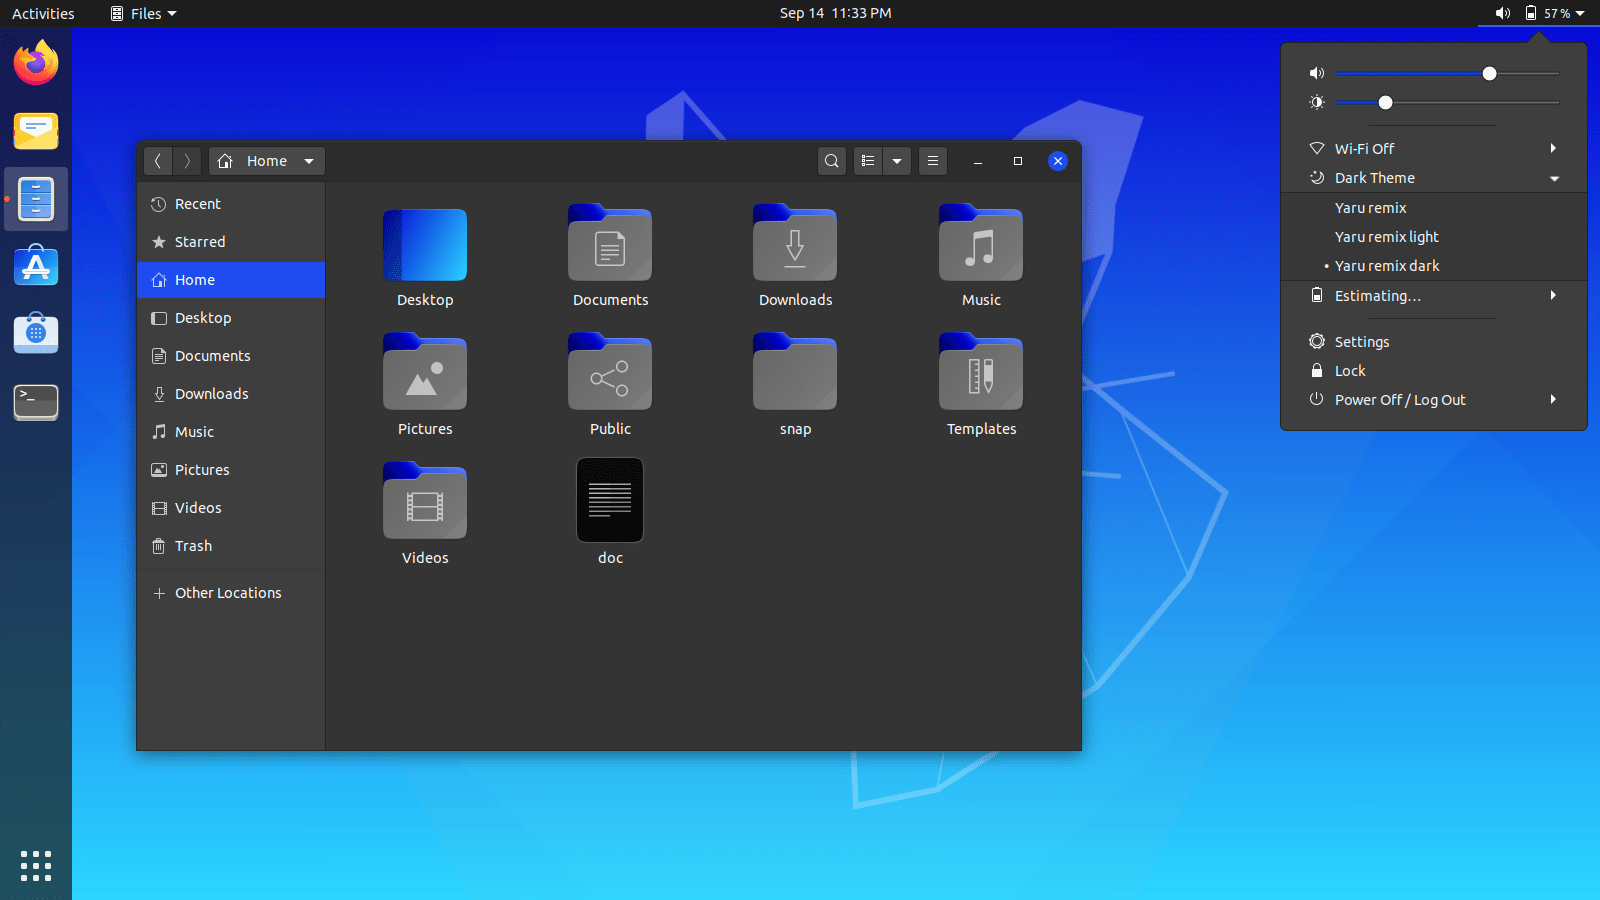 Activities
Files
Sep 14 11:33 PM
57 %
Home
Recent
Starred
Home
Desktop
Documents
Downloads
Music
Pictures
Videos
Trash
Other Locations
Desktop
Documents
Downloads
Music
Pictures
Public
snap
Templates
Videos
doc
Wi-Fi Off
Dark Theme
Yaru remix
Yaru remix light
• Yaru remix dark
Estimating…
Settings
Lock
Power Off / Log Out
>_